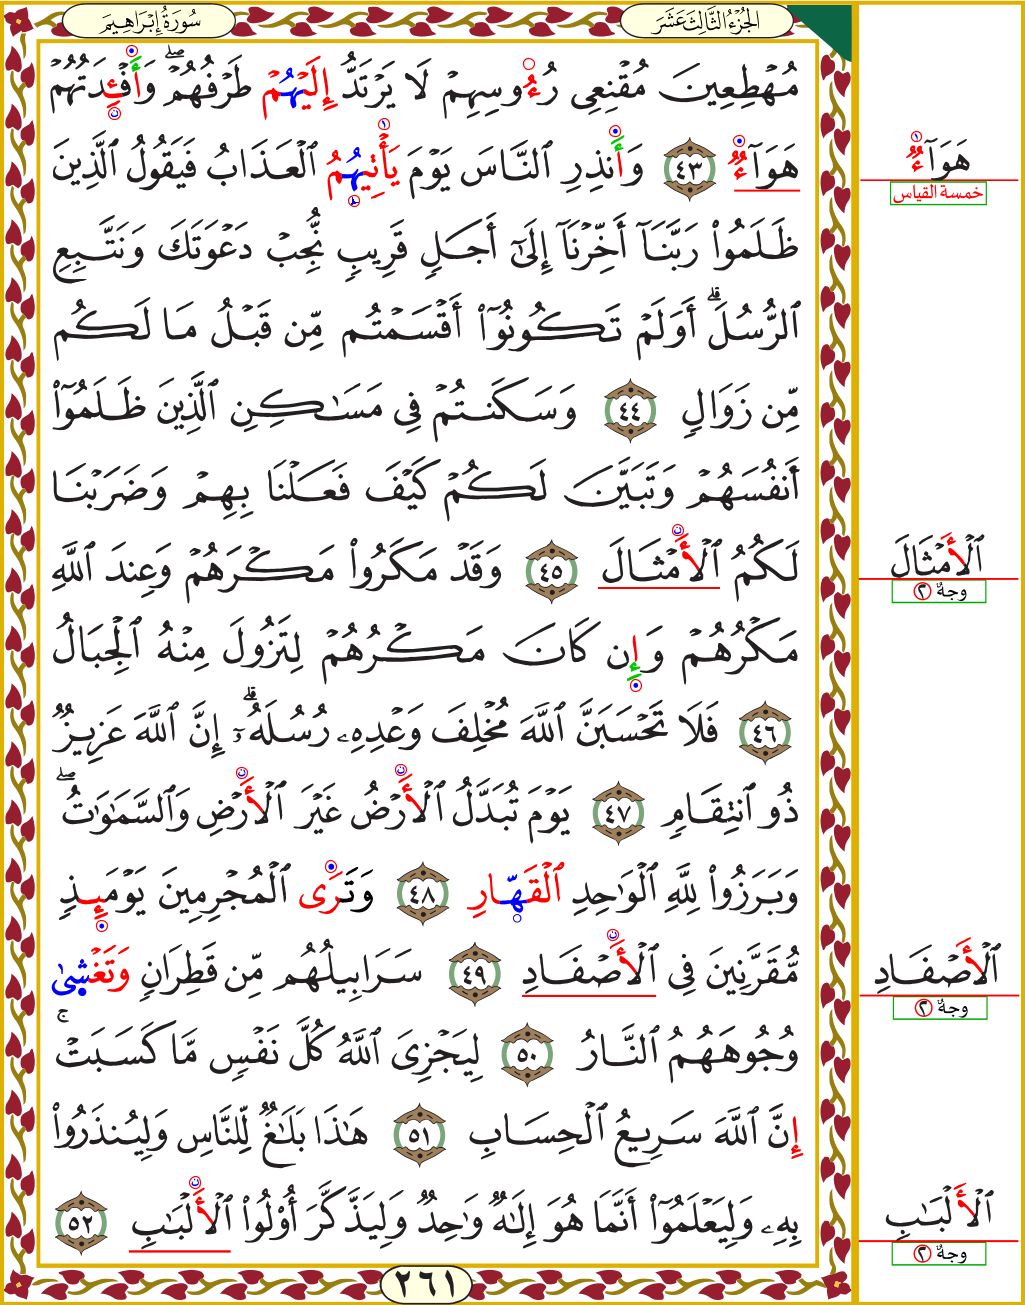 سُورَةُ إِبْرَاهِيمَ
الجُزْءُ الثَّالِثَ عَشَرَ
مُهْطِعِينَ مُقْنِعِى رُءُوسِهِمْ لَا يَرْتَدُّ إِلَيْهُمْ طَرْفُهُمْ ۖ وَأَفْـِٔدَتُهُمْ
هَوَآءٌ ٤٣ وَأَنذِرِ ٱلنَّاسَ يَوْمَ يَأْتِيهُمُ ٱلْعَذَابُ فَيَقُولُ ٱلَّذِينَ
ظَلَمُوا۟ رَبَّنَآ أَخِّرْنَآ إِلَىٰٓ أَجَلٍ قَرِيبٍ نُّجِبْ دَعْوَتَكَ وَنَتَّبِعِ
ٱلرُّسُلَ ۗ أَوَلَمْ تَكُونُوٓا۟ أَقْسَمْتُم مِّن قَبْلُ مَا لَكُم
مِّن زَوَالٍ ٤٤ وَسَكَنتُمْ فِى مَسَـٰكِنِ ٱلَّذِينَ ظَلَمُوٓا۟
أَنفُسَهُمْ وَتَبَيَّنَ لَكُمْ كَيْفَ فَعَلْنَا بِهِمْ وَضَرَبْنَا
لَكُمُ ٱلْأَمْثَالَ ٤٥ وَقَدْ مَكَرُوا۟ مَكْرَهُمْ وَعِندَ ٱللَّهِ
مَكْرُهُمْ وَإِن كَانَ مَكْرُهُمْ لِتَزُولَ مِنْهُ ٱلْجِبَالُ
٤٦ فَلَا تَحْسَبَنَّ ٱللَّهَ مُخْلِفَ وَعْدِهِۦ رُسُلَهُۥٓ ۗ إِنَّ ٱللَّهَ عَزِيزٌ
ذُو ٱنتِقَامٍ ٤٧ يَوْمَ تُبَدَّلُ ٱلْأَرْضُ غَيْرَ ٱلْأَرْضِ وَٱلسَّمَـٰوَٰتُ ۖ
وَبَرَزُوا۟ لِلَّهِ ٱلْوَٰحِدِ ٱلْقَهَّارِ ٤٨ وَتَرَى ٱلْمُجْرِمِينَ يَوْمَئِذٍ
مُّقَرَّنِينَ فِى ٱلْأَصْفَادِ ٤٩ سَرَابِيلُهُم مِّن قَطِرَانٍ وَتَغْشَىٰ
وُجُوهَهُمُ ٱلنَّارُ ٥٠ لِيَجْزِىَ ٱللَّهُ كُلَّ نَفْسٍ مَّا كَسَبَتْ ۚ
إِنَّ ٱللَّهَ سَرِيعُ ٱلْحِسَابِ ٥١ هَـٰذَا بَلَـٰغٌ لِّلنَّاسِ وَلِيُنذَرُوا۟
بِهِۦ وَلِيَعْلَمُوٓا۟ أَنَّمَا هُوَ إِلَـٰهٌ وَٰحِدٌ وَلِيَذَّكَّرَ أُو۟لُوا۟ ٱلْأَلْبَـٰبِ ٥٢
٢٦١
هَوَآءٌ
خمسة القياس
ٱلْأَمْثَالَ
وجهٌ ٢
ٱلْأَصْفَادِ
وجهٌ ٢
ٱلْأَلْبَـٰبِ
وجهٌ ٢